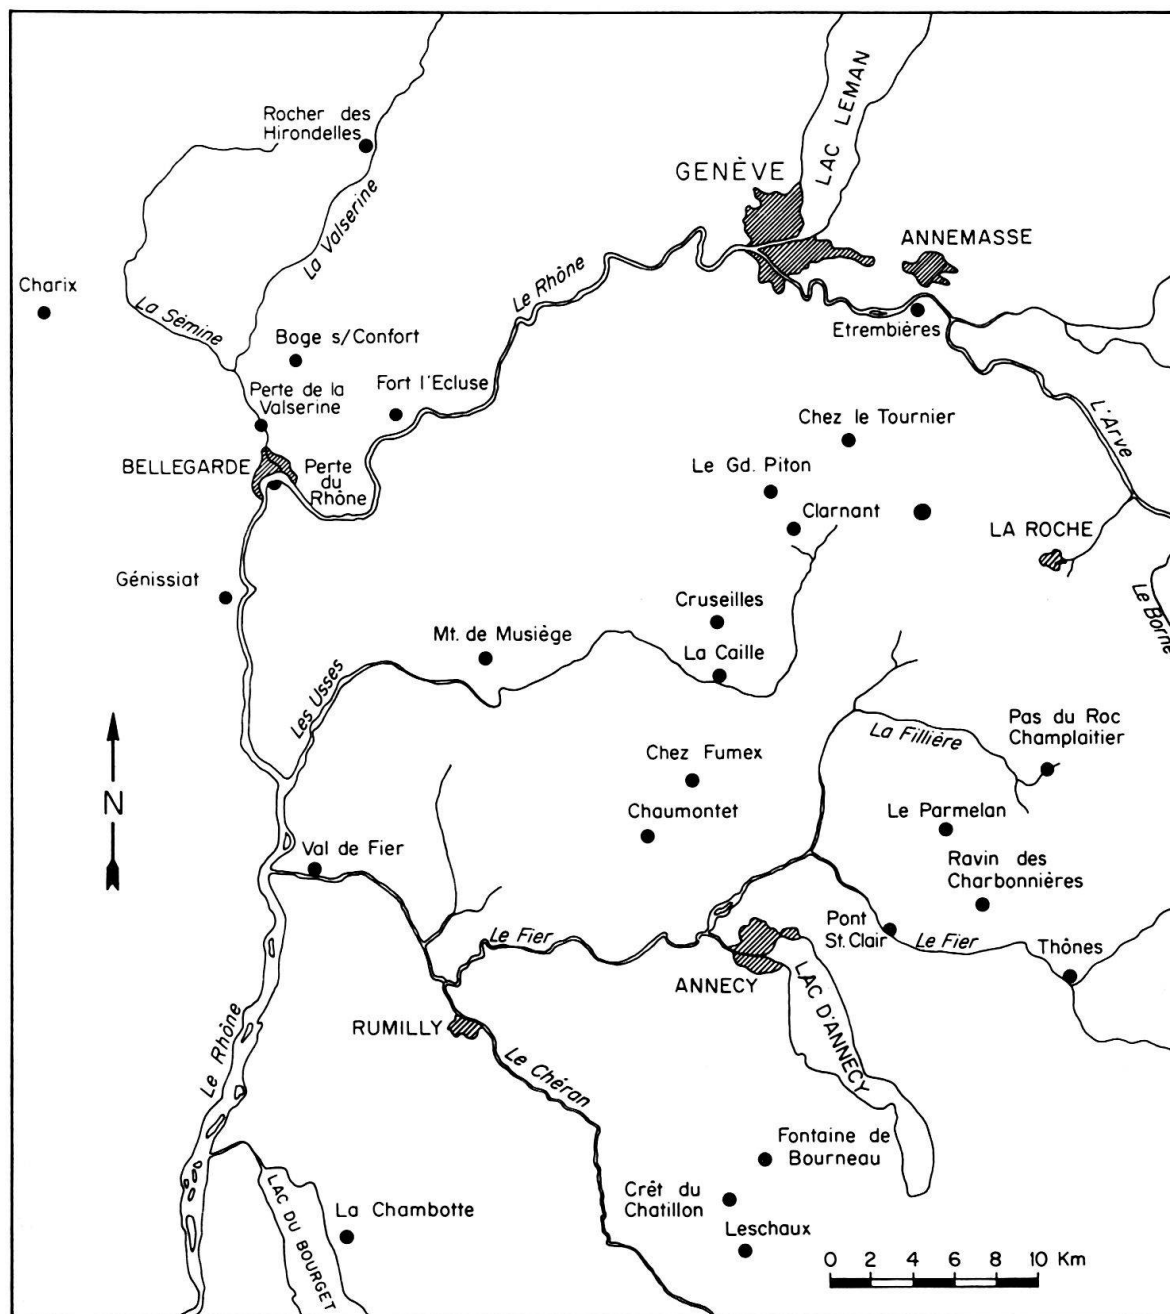 Rocher des
Hirondelles
LAC LEMAN
GENÈVE
ANNEMASSE
La Valserine
Le Rhône
Charix
La Sémine
Etrembières
Boge s/Confort
Fort l'Ecluse
Perte de la
Valserine
Chez le Tournier
L'Arve
BELLEGARDE
Perte
du
Rhône
Le Gd. Piton
Clarnant
LA ROCHE
Génissiat
Le Borne
Cruseilles
Mt. de Musiège
La Caille
Les Usses
La Fillière
Pas du Roc
Champlaitier
N
Chez Fumex
Chaumontet
Le Parmelan
Val de Fier
Ravin des
Charbonnières
Pont
St. Clair
Le Fier
Le Fier
Thônes
ANNECY
LAC D'ANNECY
RUMILLY
Le Rhône
Le Chéran
Fontaine de
Bourneau
Crêt du
Chatillon
La Chambotte
LAC DU BOURGET
Leschaux
0 2 4 6 8 10 Km